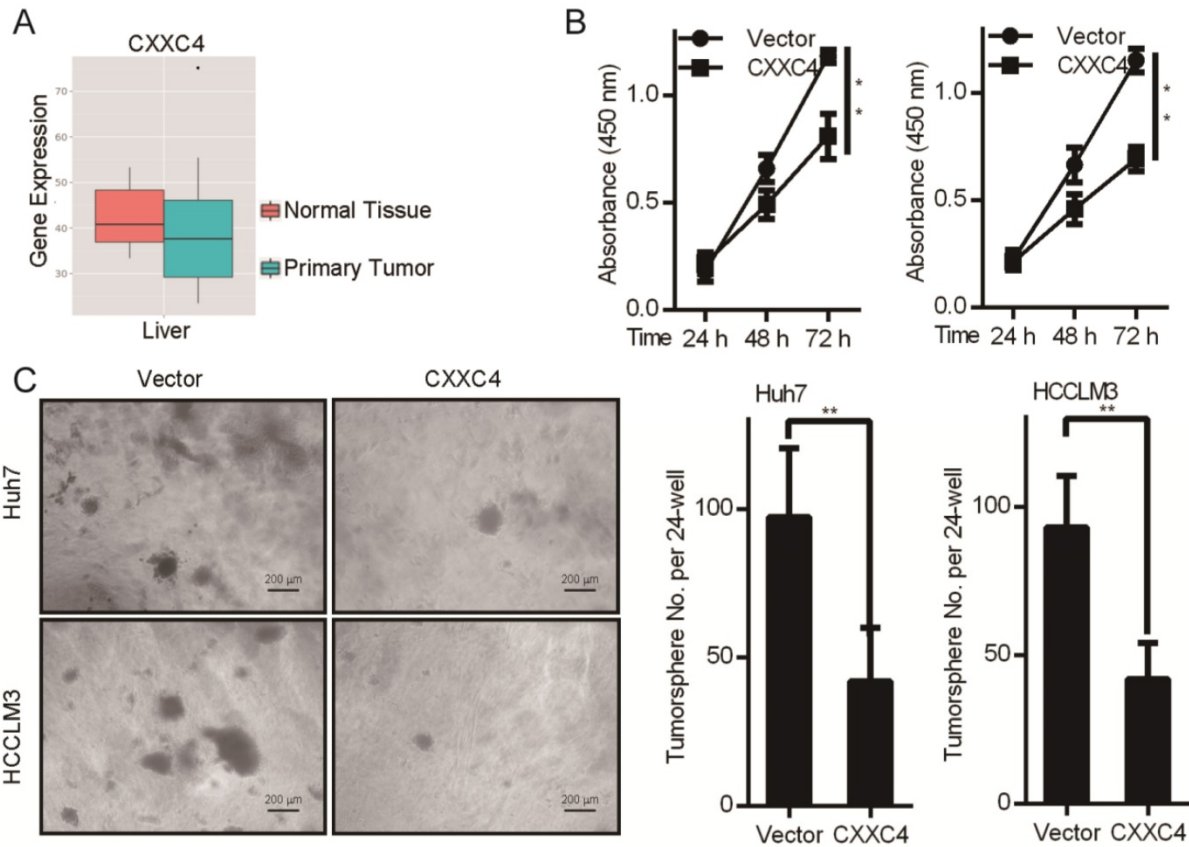 A
CXXC4
Gene Expression
70
60
50
40
30
Normal Tissue
Primary Tumor
Liver
B
Vector
CXXC4
Absorbance (450 nm)
1.0
0.5
0.0
*
*
Time 24 h 48 h 72 h
Vector
CXXC4
Absorbance (450 nm)
1.0
0.5
0.0
*
*
Time 24 h 48 h 72 h
C
Vector
CXXC4
Huh7
200 µm
200 µm
HCCLM3
200 µm
200 µm
Huh7
**
Tumorsphere No. per 24-well
100
50
0
Vector CXXC4
HCCLM3
**
Tumorsphere No. per 24-well
100
50
0
Vector CXXC4